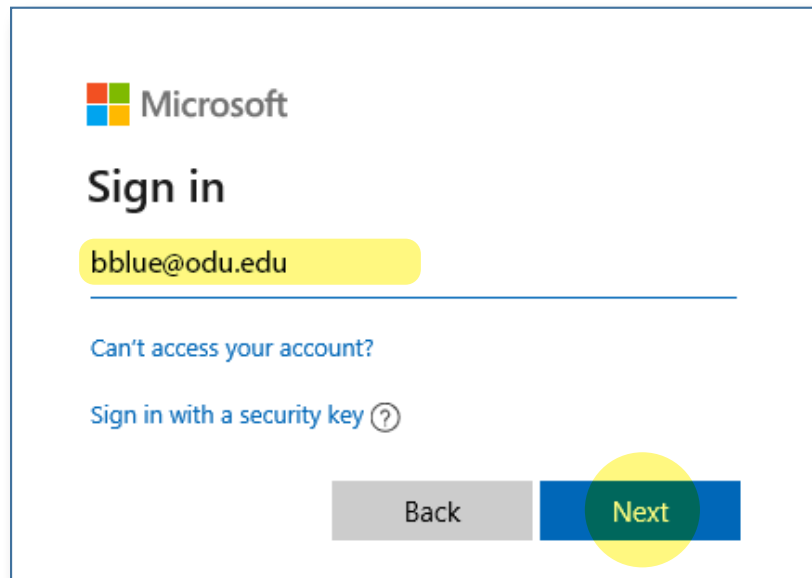 Microsoft
Sign in
bblue@odu.edu
Can't access your account?
Sign in with a security key ?
Back Next